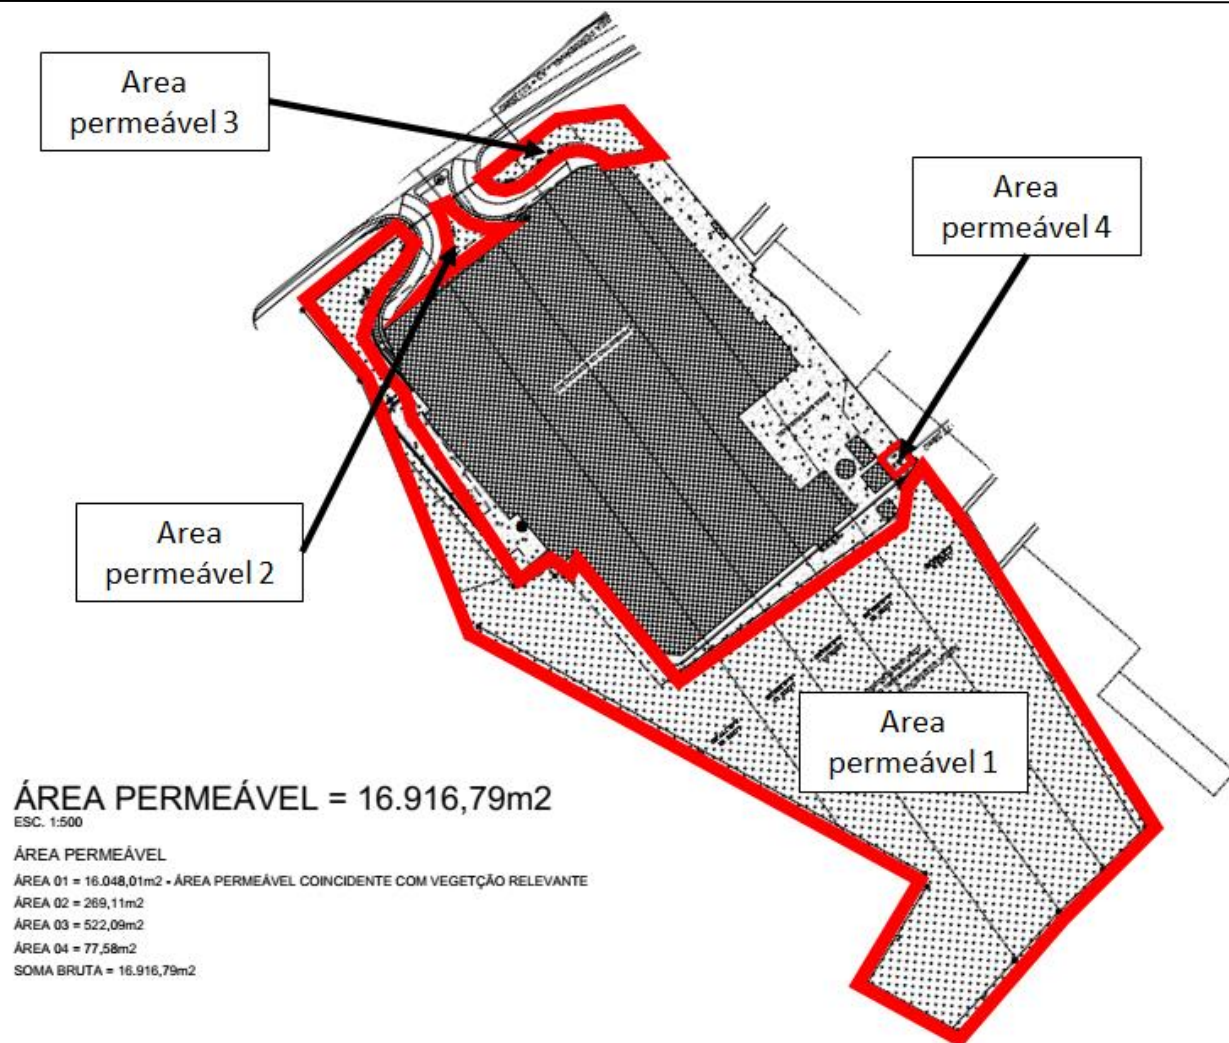 Area
permeável 3
Area
permeável 4
Area
permeável 2
Area
permeável 1
ÁREA PERMEÁVEL = 16.916,79m2
ESC. 1:500
ÁREA PERMEÁVEL
ÁREA 01 = 16.048,01m2 - ÁREA PERMEÁVEL COINCIDENTE COM VEGETÇÃO RELEVANTE
ÁREA 02 = 269,11m2
ÁREA 03 = 522,09m2
ÁREA 04 = 77,58m2
SOMA BRUTA = 16.916,79m2